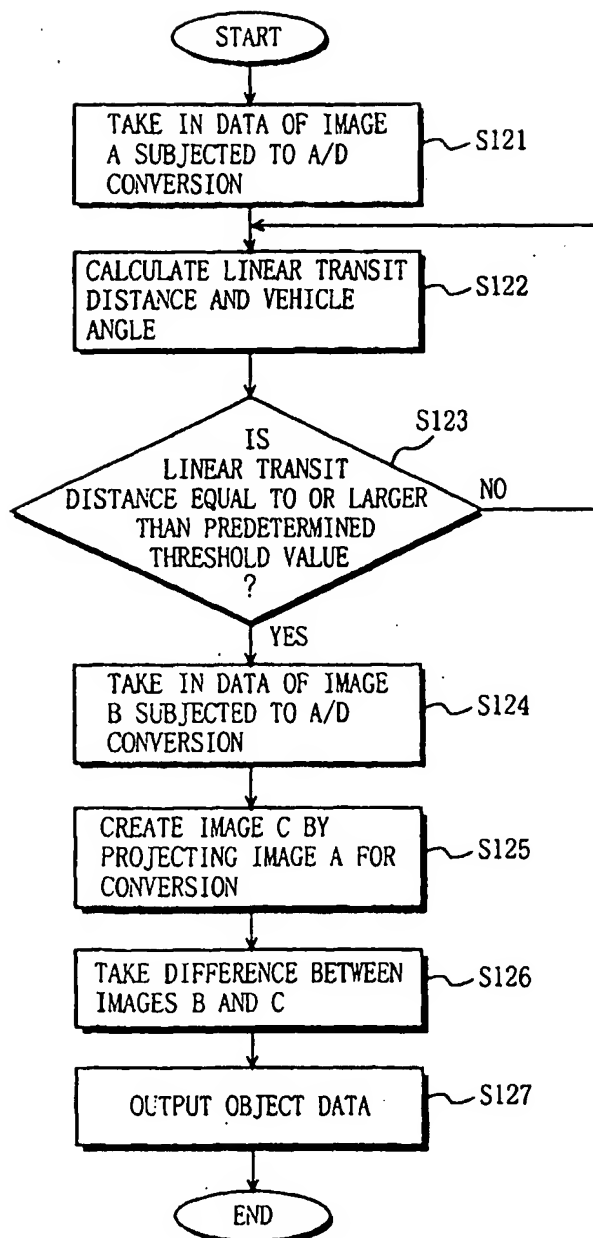 START
TAKE IN DATA OF IMAGE
A SUBJECTED TO A/D
CONVERSION
S121
CALCULATE LINEAR TRANSIT
DISTANCE AND VEHICLE
ANGLE
S122
S123
IS
LINEAR TRANSIT
DISTANCE EQUAL TO OR LARGER
THAN PREDETERMINED
THRESHOLD VALUE
?
NO
YES
TAKE IN DATA OF IMAGE
B SUBJECTED TO A/D
CONVERSION
S124
CREATE IMAGE C BY
PROJECTING IMAGE A FOR
CONVERSION
S125
TAKE DIFFERENCE BETWEEN
IMAGES B AND C
S126
OUTPUT OBJECT DATA
S127
END